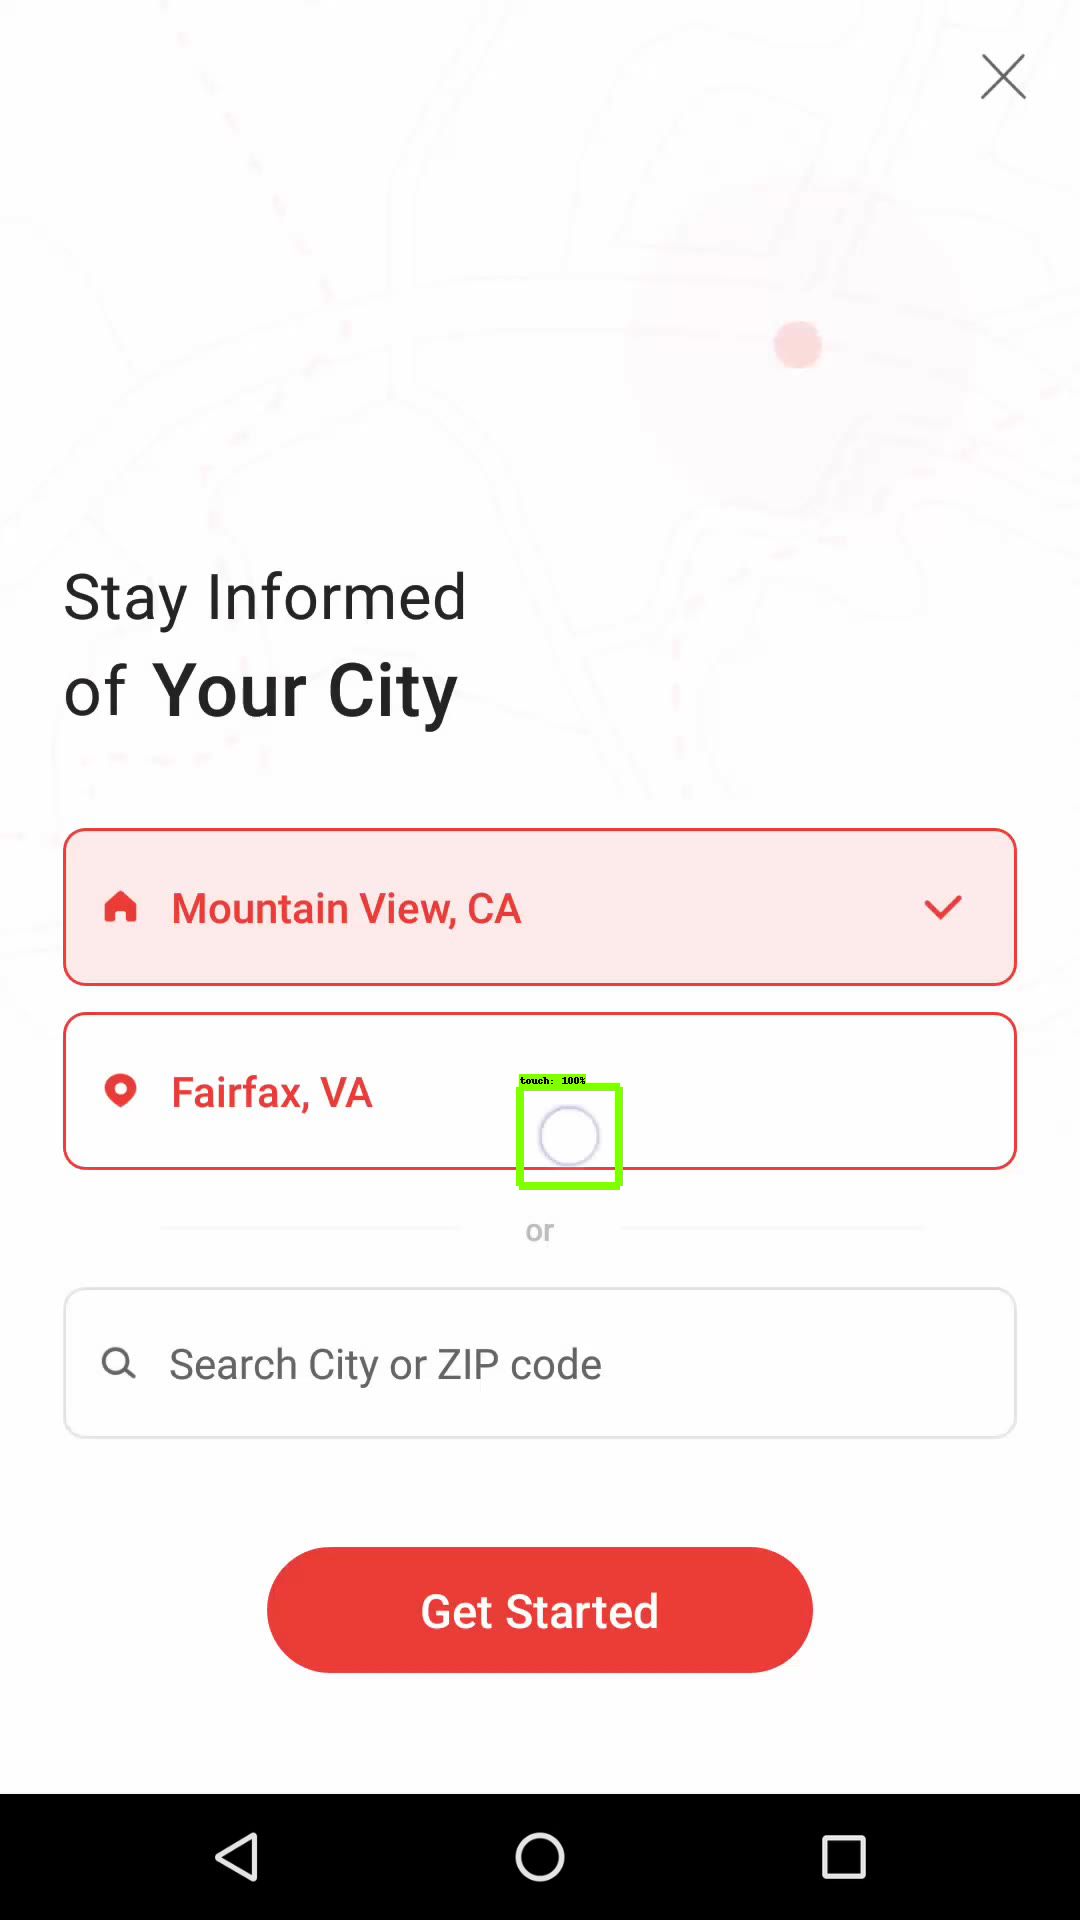 Stay Informed
of Your City
Mountain View, CA
Fairfax, VA
touch: 100%
or
Search City or ZIP code
Get Started